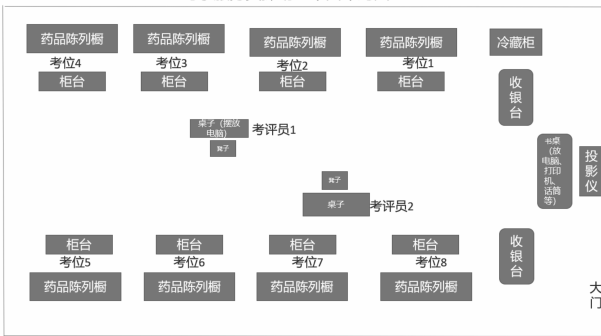 药品陈列橱 药品陈列橱 药品陈列橱 药品陈列橱 冷藏柜
考位4 考位3 考位2 考位1
柜台 柜台 柜台 柜台
收银台
桌子（摆放电脑） 考评员1
凳子
书桌（放电脑、打印机、话筒等）
投影仪
凳子
桌子 考评员2
柜台 柜台 柜台 柜台
考位5 考位6 考位7 考位8
收银台
药品陈列橱 药品陈列橱 药品陈列橱 药品陈列橱
大门